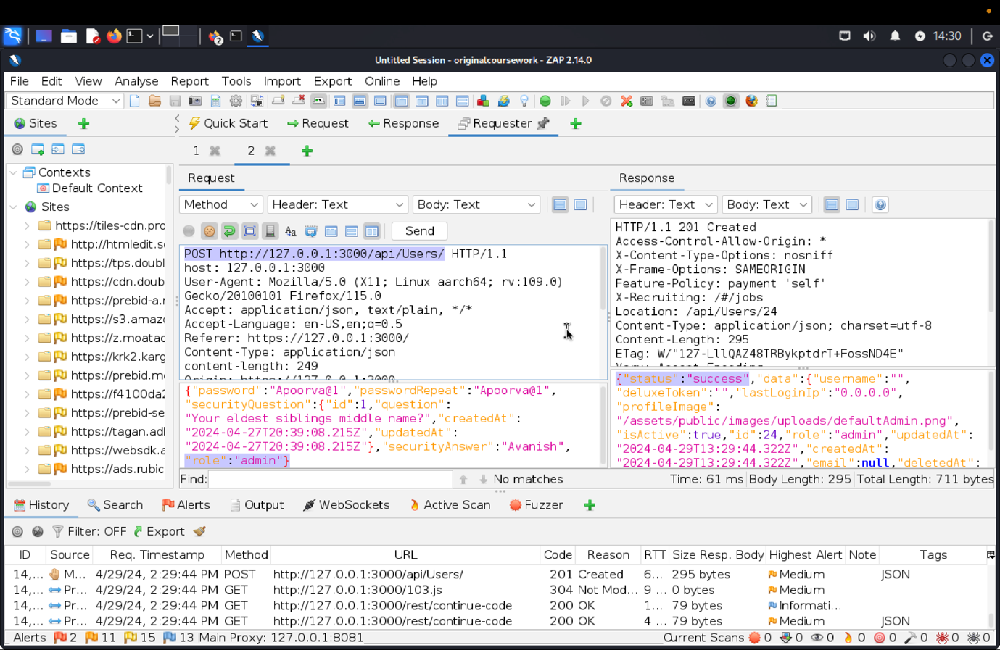 14:30
Untitled Session - originalcoursework - ZAP 2.14.0
File Edit View Analyse Report Tools Import Export Online Help
Standard Mode
Sites
Quick Start Request Response Requester
1 2
Contexts
Default Context
Sites
https://tiles-cdn.pro
http://htmledit.s
https://tps.doubl
https://cdn.doub
https://prebid-a.r
https://s3.amazo
https://z.moatad
https://krk2.karg
https://prebid.m
https://f4100da2
https://prebid-se
https://tagan.adl
https://websdk.a
https://ads.rubic
Request
Method Header: Text Body: Text
Aa Send
POST http://127.0.0.1:3000/api/Users/ HTTP/1.1
host: 127.0.0.1:3000
User-Agent: Mozilla/5.0 (X11; Linux aarch64; rv:109.0)
Gecko/20100101 Firefox/115.0
Accept: application/json, text/plain, */*
Accept-Language: en-US,en;q=0.5
Referer: https://127.0.0.1:3000/
Content-Type: application/json
content-length: 249
Origin: https://127.0.0.1:3000
{"password":"Apoorva@1","passwordRepeat":"Apoorva@1",
"securityQuestion":{"id":1,"question":
"Your eldest siblings middle name?","createdAt":
"2024-04-27T20:39:08.215Z","updatedAt":
"2024-04-27T20:39:08.215Z"},"securityAnswer":"Avanish",
"role":"admin"}
Response
Header: Text Body: Text
HTTP/1.1 201 Created
Access-Control-Allow-Origin: *
X-Content-Type-Options: nosniff
X-Frame-Options: SAMEORIGIN
Feature-Policy: payment 'self'
X-Recruiting: /#/jobs
Location: /api/Users/24
Content-Type: application/json; charset=utf-8
Content-Length: 295
ETag: W/"127-LllQAZ48TRBykptdrT+FossND4E"
Vary: Accept-Encoding
{"status":"success","data":{"username":"",
"deluxeToken":"","lastLoginIp":"0.0.0.0",
"profileImage":
"/assets/public/images/uploads/defaultAdmin.png",
"isActive":true,"id":24,"role":"admin","updatedAt":
"2024-04-29T13:29:44.322Z","createdAt":
"2024-04-29T13:29:44.322Z","email":null,"deletedAt":
Find: No matches Time: 61 ms Body Length: 295 Total Length: 711 bytes
History Search Alerts Output WebSockets Active Scan Fuzzer
Filter: OFF Export
ID Source Req. Timestamp Method URL Code Reason RTT Size Resp. Body Highest Alert Note Tags
14,... M... 4/29/24, 2:29:44 PM POST http://127.0.0.1:3000/api/Users/ 201 Created 6... 295 bytes Medium JSON
14,... Pr... 4/29/24, 2:29:44 PM GET http://127.0.0.1:3000/103.js 304 Not Mod... 9 ... 0 bytes Medium
14,... Pr... 4/29/24, 2:29:44 PM GET http://127.0.0.1:3000/rest/continue-code 200 OK 1... 79 bytes Informati...
14,... Pr... 4/29/24, 2:29:44 PM GET http://127.0.0.1:3000/rest/continue-code 200 OK 4 ... 79 bytes Medium JSON
Alerts 2 11 15 13 Main Proxy: 127.0.0.1:8081 Current Scans 0 0 0 0 0 0 0 0